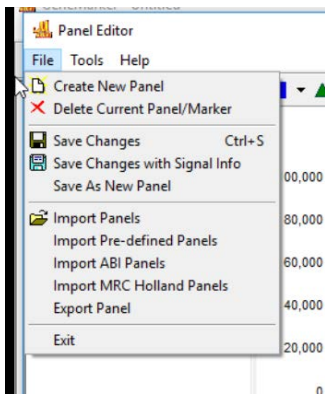 GeneMarker - Untitled
Panel Editor
File Tools Help
Create New Panel
Delete Current Panel/Marker
Save Changes Ctrl+S
Save Changes with Signal Info
Save As New Panel
Import Panels
Import Pre-defined Panels
Import ABI Panels
Import MRC Holland Panels
Export Panel
Exit
00,000
80,000
60,000
40,000
20,000
0